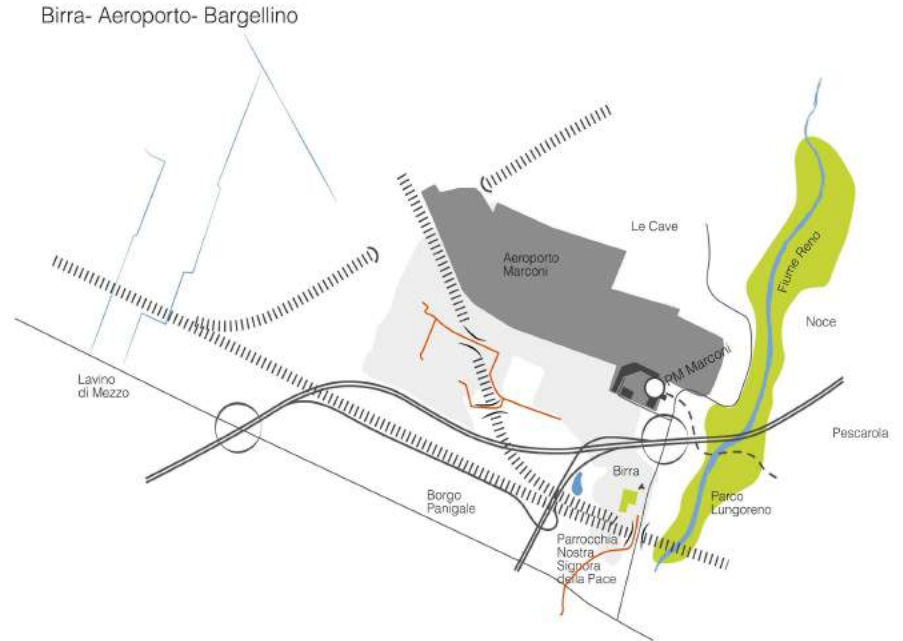 Birra- Aeroporto- Bargellino
Le Cave
Aeroporto
Marconi
Fiume Reno
Noce
PM Marconi
Lavino
di Mezzo
Pescarola
Birra
Borgo
Panigale
Parco
Lungoreno
Parrocchia
Nostra
Signora
della Pace